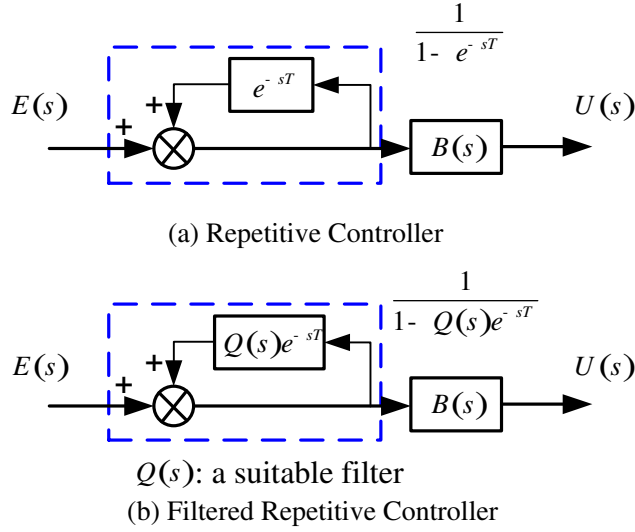 1
1- e^{- sT}
e^{- sT}
E(s)
U(s)
+
+
B(s)
(a) Repetitive Controller
1
1- Q(s)e^{- sT}
Q(s)e^{- sT}
E(s)
U(s)
+
+
B(s)
Q(s): a suitable filter
(b) Filtered Repetitive Controller